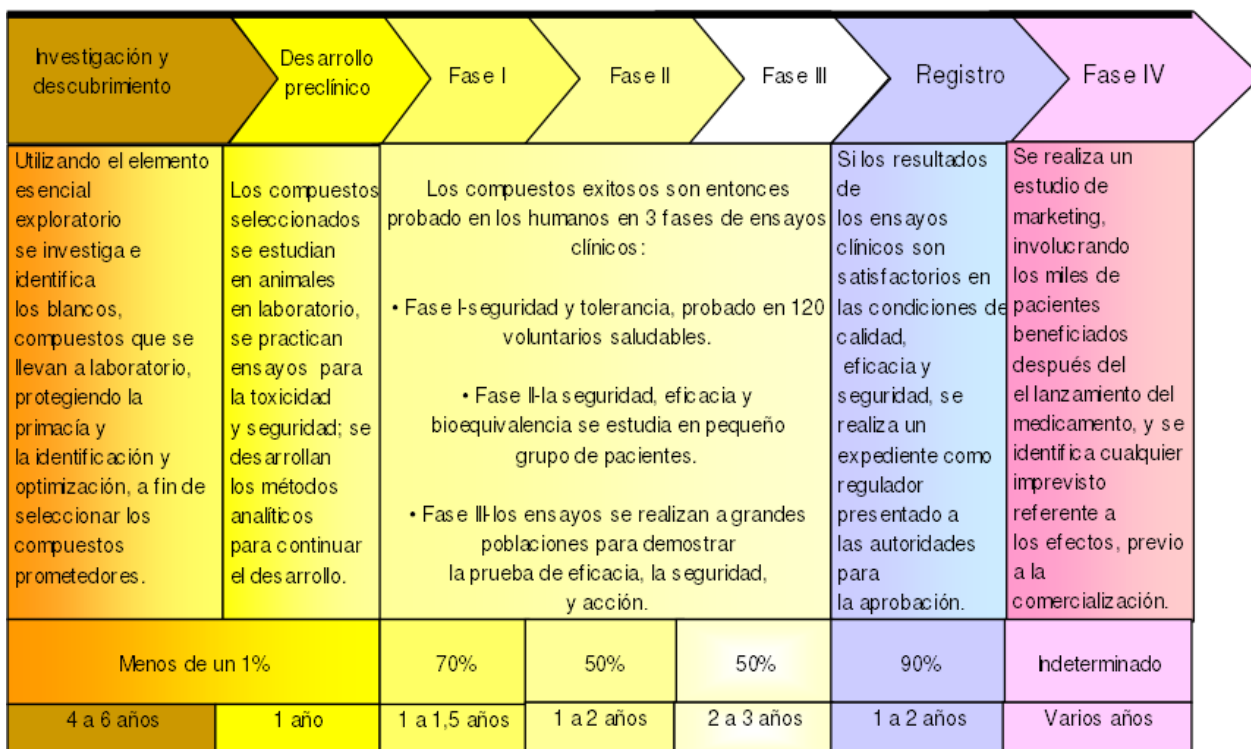 Investigación y
descubrimiento
Desarrollo
preclínico
Fase I
Fase II
Fase III
Registro
Fase IV
Utilizando el elemento
esencial
exploratorio
se investiga e
identifica
los blancos,
compuestos que se
llevan a laboratorio,
protegiendo la
primacía y
la identificación y
optimización, a fin de
seleccionar los
compuestos
prometedores.
Los compuestos
seleccionados
se estudian
en animales
en laboratorio,
se practican
ensayos para
la toxicidad
y seguridad; se
desarrollan
los métodos
analíticos
para continuar
el desarrollo.
Los compuestos exitosos son entonces
probado en los humanos en 3 fases de ensayos
clínicos:
• Fase I-seguridad y tolerancia, probado en 120
voluntarios saludables.
• Fase II-la seguridad, eficacia y
bioequivalencia se estudia en pequeño
grupo de pacientes.
• Fase III-los ensayos se realizan a grandes
poblaciones para demostrar
la prueba de eficacia, la seguridad,
y acción.
Si los resultados
de
los ensayos
clínicos son
satisfactorios en
las condiciones de
calidad,
eficacia y
seguridad, se
realiza un
expediente como
regulador
presentado a
las autoridades
para
la aprobación.
Se realiza un
estudio de
marketing,
involucrando
los miles de
pacientes
beneficiados
después del
el lanzamiento del
medicamento, y se
identifica cualquier
imprevisto
referente a
los efectos, previo
a la
comercialización.
Menos de un 1%
70%
50%
50%
90%
Indeterminado
4 a 6 años
1 año
1 a 1,5 años
1 a 2 años
2 a 3 años
1 a 2 años
Varios años